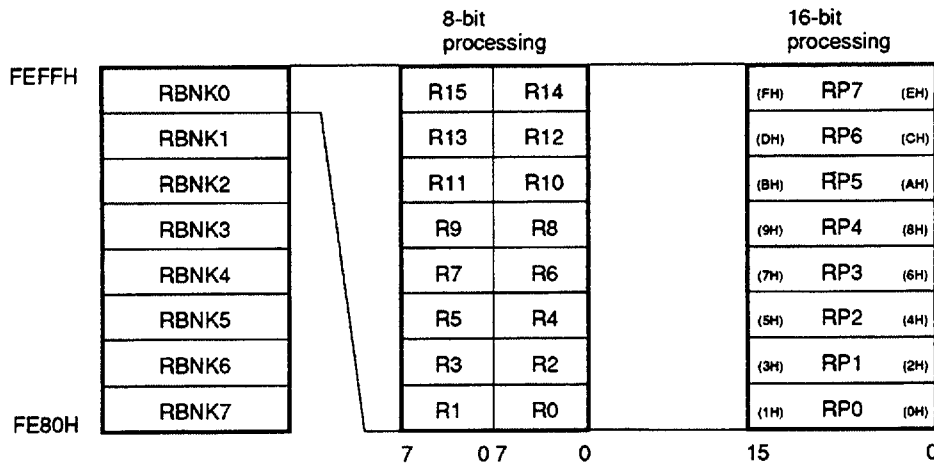 8-bit processing
16-bit processing
FEFFH
RBNK0 R15 R14 (FH) RP7 (EH)
RBNK1 R13 R12 (DH) RP6 (CH)
RBNK2 R11 R10 (BH) RP5 (AH)
RBNK3 R9 R8 (9H) RP4 (8H)
RBNK4 R7 R6 (7H) RP3 (6H)
RBNK5 R5 R4 (5H) RP2 (4H)
RBNK6 R3 R2 (3H) RP1 (2H)
RBNK7 R1 R0 (1H) RP0 (0H)
FE80H
7 0 7 0 15 0